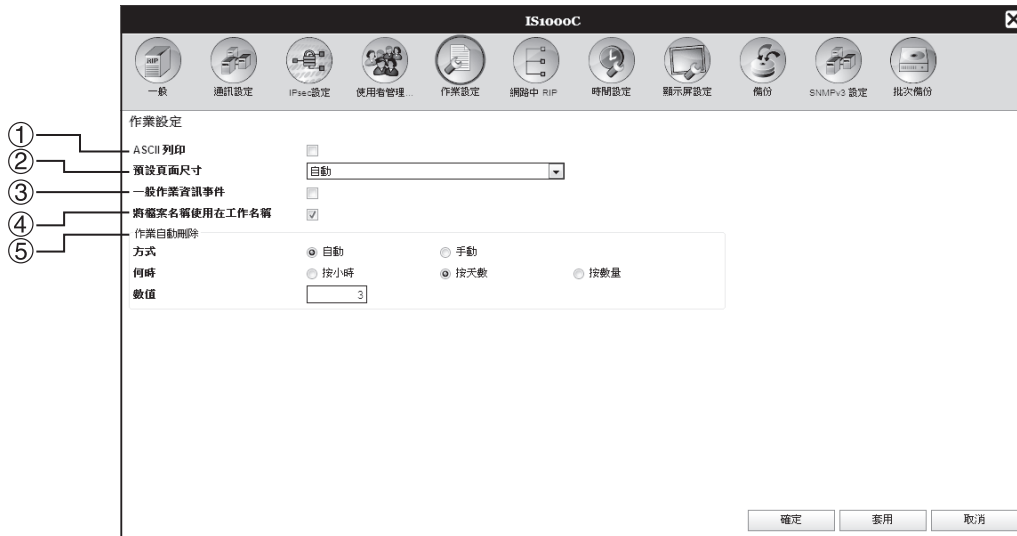 IS1000C
RIP
一般
通訊設定
IPsec設定
使用者管理...
作業設定
網路中 RIP
時間設定
顯示屏設定
備份
SNMPv3 設定
批次備份
作業設定
① ASCII 列印
② 預設頁面尺寸 自動
③ 一般作業資訊事件
④ 將檔案名稱使用在工作名稱
⑤ 作業自動刪除
方式 自動 手動
何時 按小時 按天數 按數量
數值 3
確定 套用 取消